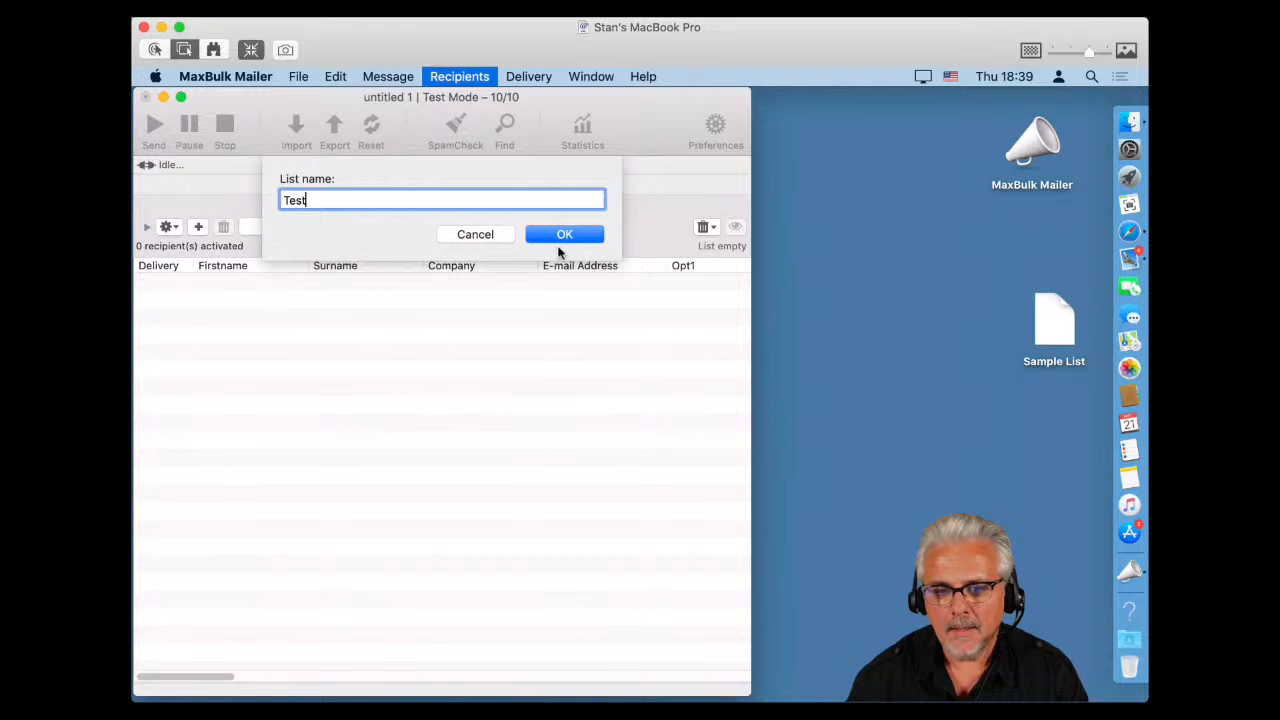 Stan's MacBook Pro
MaxBulk Mailer File Edit Message Recipients Delivery Window Help Thu 18:39
untitled 1 | Test Mode – 10/10
Send Pause Stop Import Export Reset SpamCheck Find Statistics Preferences
Idle...
List name:
Test
Cancel OK
0 recipient(s) activated
List empty
Delivery Firstname Surname Company E-mail Address Opt1
MaxBulk Mailer
Sample List
21